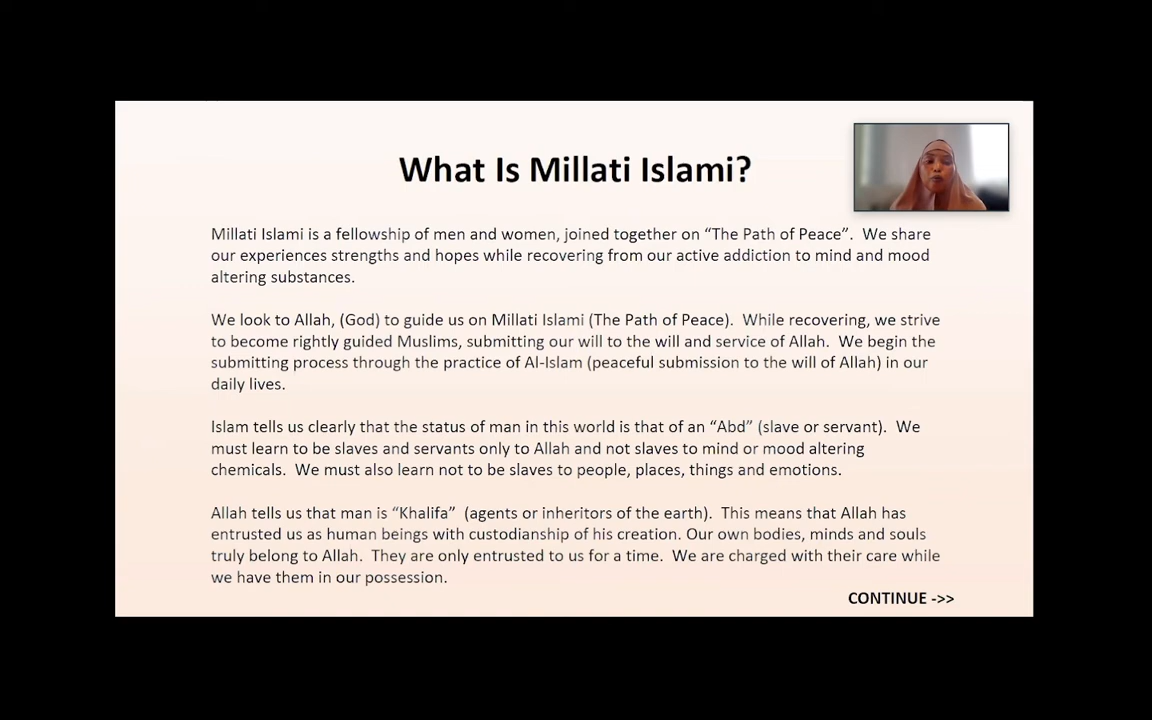 What Is Millati Islami?
Millati Islami is a fellowship of men and women, joined together on “The Path of Peace”.  We share
our experiences strengths and hopes while recovering from our active addiction to mind and mood
altering substances.
We look to Allah, (God) to guide us on Millati Islami (The Path of Peace).  While recovering, we strive
to become rightly guided Muslims, submitting our will to the will and service of Allah.  We begin the
submitting process through the practice of Al-Islam (peaceful submission to the will of Allah) in our
daily lives.
Islam tells us clearly that the status of man in this world is that of an “Abd” (slave or servant).  We
must learn to be slaves and servants only to Allah and not slaves to mind or mood altering
chemicals.  We must also learn not to be slaves to people, places, things and emotions.
Allah tells us that man is “Khalifa”  (agents or inheritors of the earth).  This means that Allah has
entrusted us as human beings with custodianship of his creation. Our own bodies, minds and souls
truly belong to Allah.  They are only entrusted to us for a time.  We are charged with their care while
we have them in our possession.
CONTINUE ->>